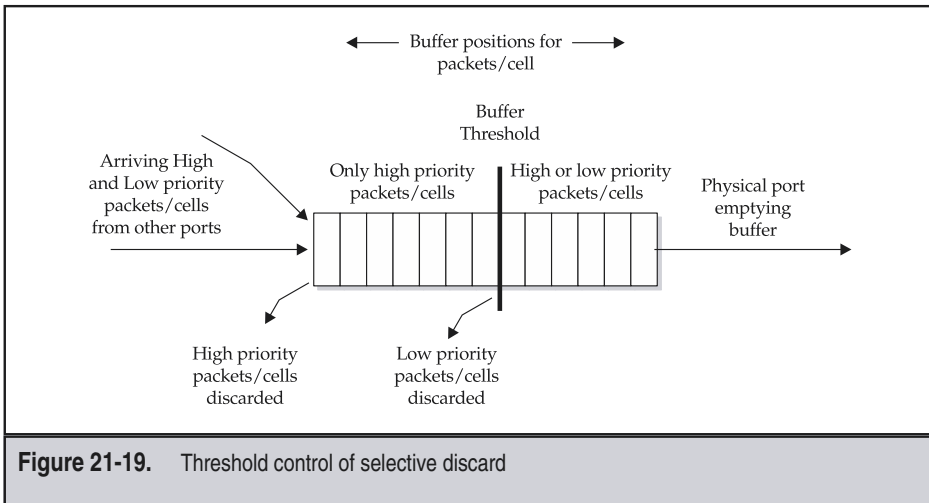 Buffer positions for
packets/cell
Buffer
Threshold
Arriving High
and Low priority
packets/cells
from other ports
Only high priority
packets/cells
High or low priority
packets/cells
Physical port
emptying
buffer
High priority
packets/cells
discarded
Low priority
packets/cells
discarded
Figure 21-19. Threshold control of selective discard